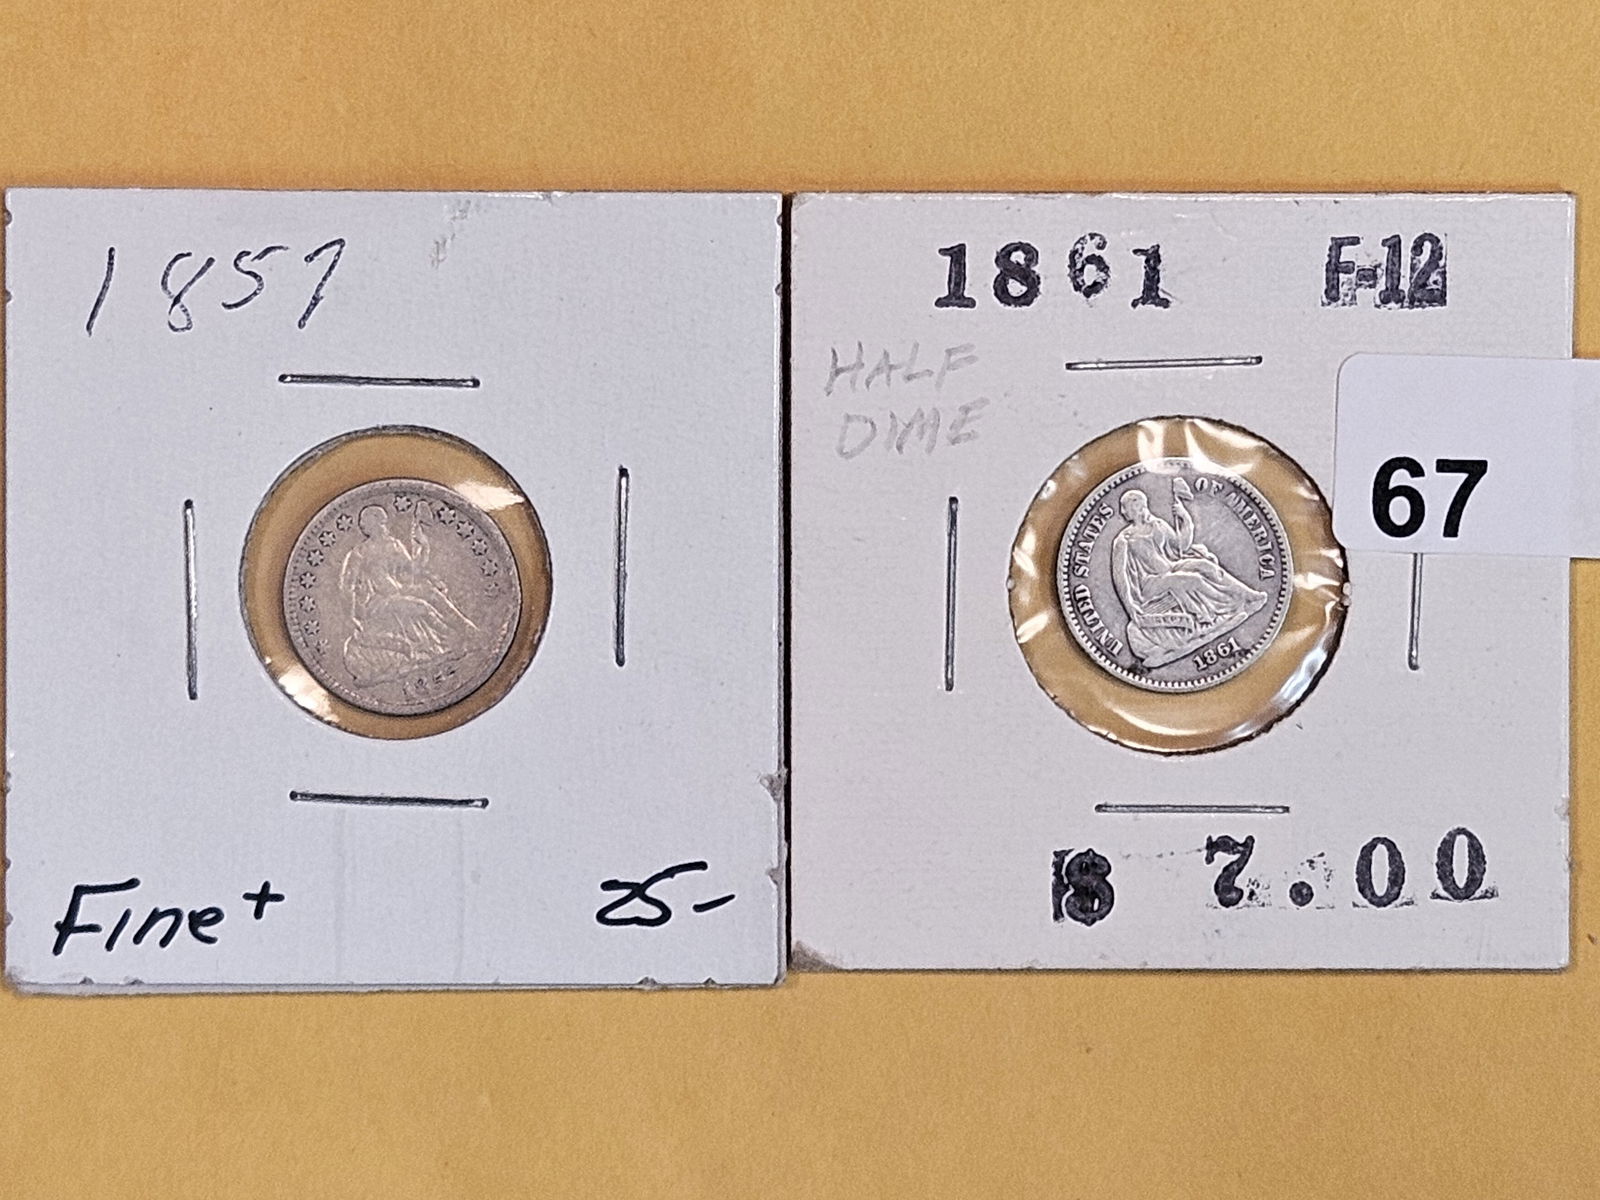 1857
Fine+
25-
1861 F-12
HALF
DIME
67
UNITED STATES OF AMERICA
1861
$ 7.00